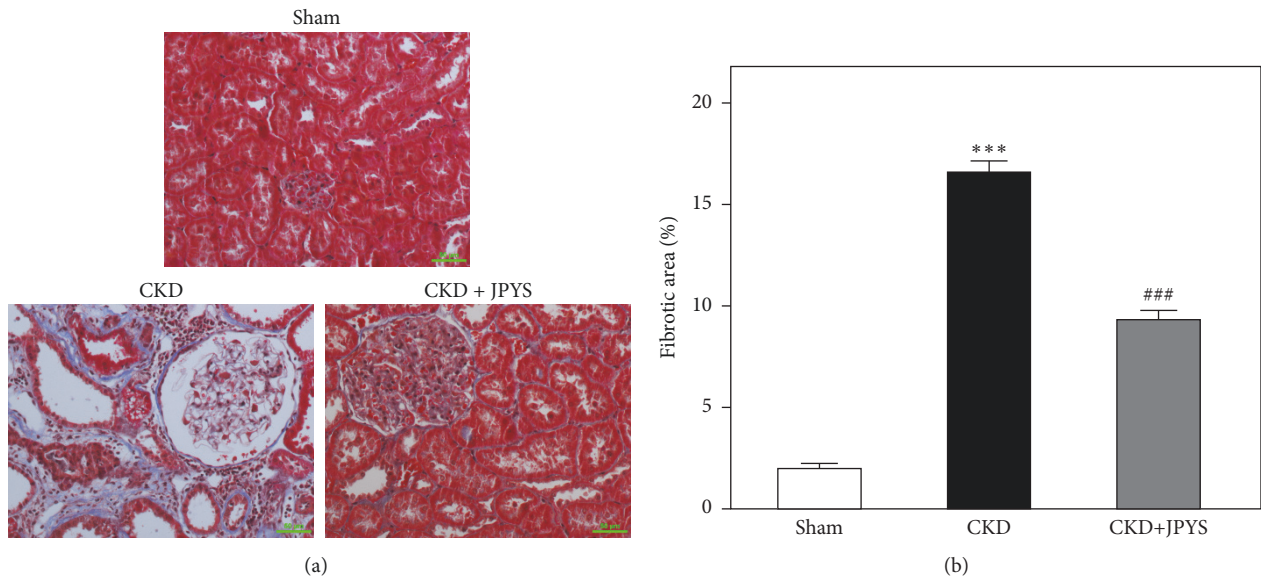 Sham
CKD
CKD + JPYS
(a)
Fibrotic area (%)
20
15
10
5
0
***
###
Sham
CKD
CKD+JPYS
(b)